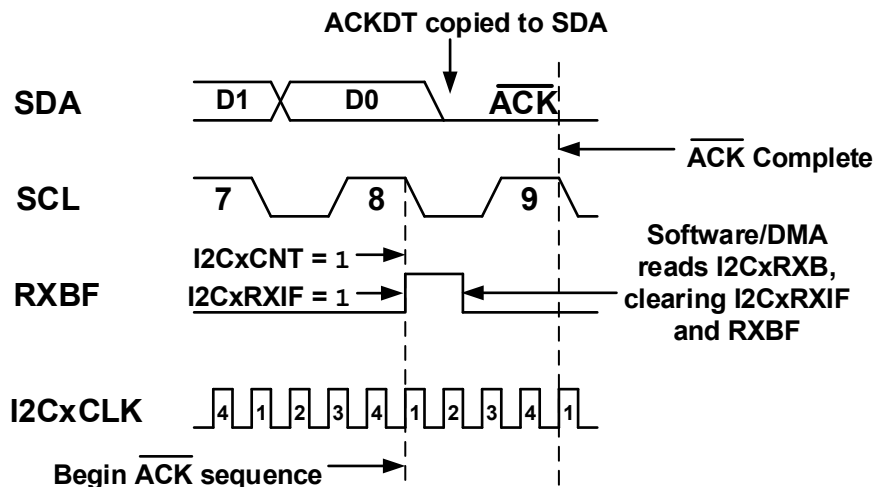 ACKDT copied to SDA
SDA
D1
D0
ACK
ACK Complete
SCL
7
8
9
I2CxCNT = 1
Software/DMA
reads I2CxRXB,
clearing I2CxRXIF
and RXBF
RXBF
I2CxRXIF = 1
I2CxCLK
4 1 2 3 4 1 2 3 4 1
Begin ACK sequence